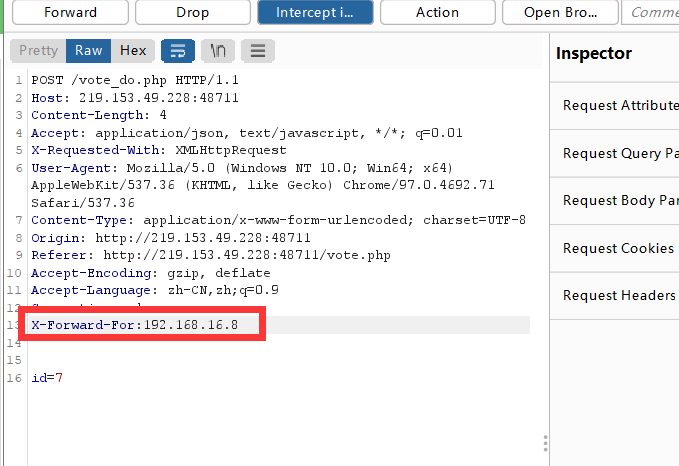 Forward Drop Intercept i... Action Open Bro... Comme
Pretty Raw Hex \n
Inspector
1 POST /vote_do.php HTTP/1.1
2 Host: 219.153.49.228:48711
3 Content-Length: 4
4 Accept: application/json, text/javascript, */*; q=0.01
5 X-Requested-With: XMLHttpRequest
6 User-Agent: Mozilla/5.0 (Windows NT 10.0; Win64; x64)
AppleWebKit/537.36 (KHTML, like Gecko) Chrome/97.0.4692.71
Safari/537.36
7 Content-Type: application/x-www-form-urlencoded; charset=UTF-8
8 Origin: http://219.153.49.228:48711
9 Referer: http://219.153.49.228:48711/vote.php
10 Accept-Encoding: gzip, deflate
11 Accept-Language: zh-CN,zh;q=0.9
12
13 X-Forward-For:192.168.16.8
14
15
16 id=7
Request Attribute
Request Query Pa
Request Body Par
Request Cookies
Request Headers